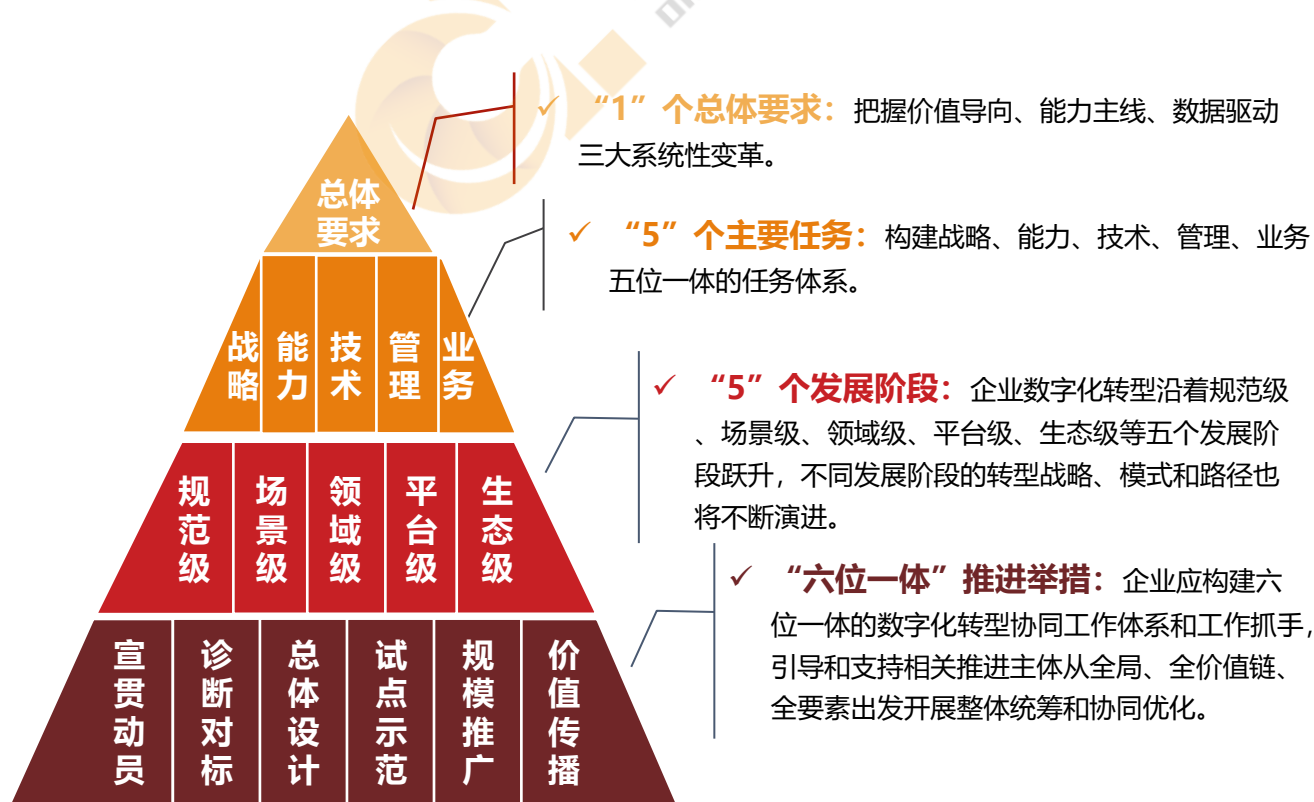 总体
要求
战略
能力
技术
管理
业务
规范级
场景级
领域级
平台级
生态级
宣贯动员
诊断对标
总体设计
试点示范
规模推广
价值传播
✓ “1”个总体要求：把握价值导向、能力主线、数据驱动
三大系统性变革。
✓ “5”个主要任务：构建战略、能力、技术、管理、业务
五位一体的任务体系。
✓ “5”个发展阶段：企业数字化转型沿着规范级
、场景级、领域级、平台级、生态级等五个发展阶
段跃升，不同发展阶段的转型战略、模式和路径也
将不断演进。
✓ “六位一体”推进举措：企业应构建六
位一体的数字化转型协同工作体系和工作抓手，
引导和支持相关推进主体从全局、全价值链、
全要素出发开展整体统筹和协同优化。